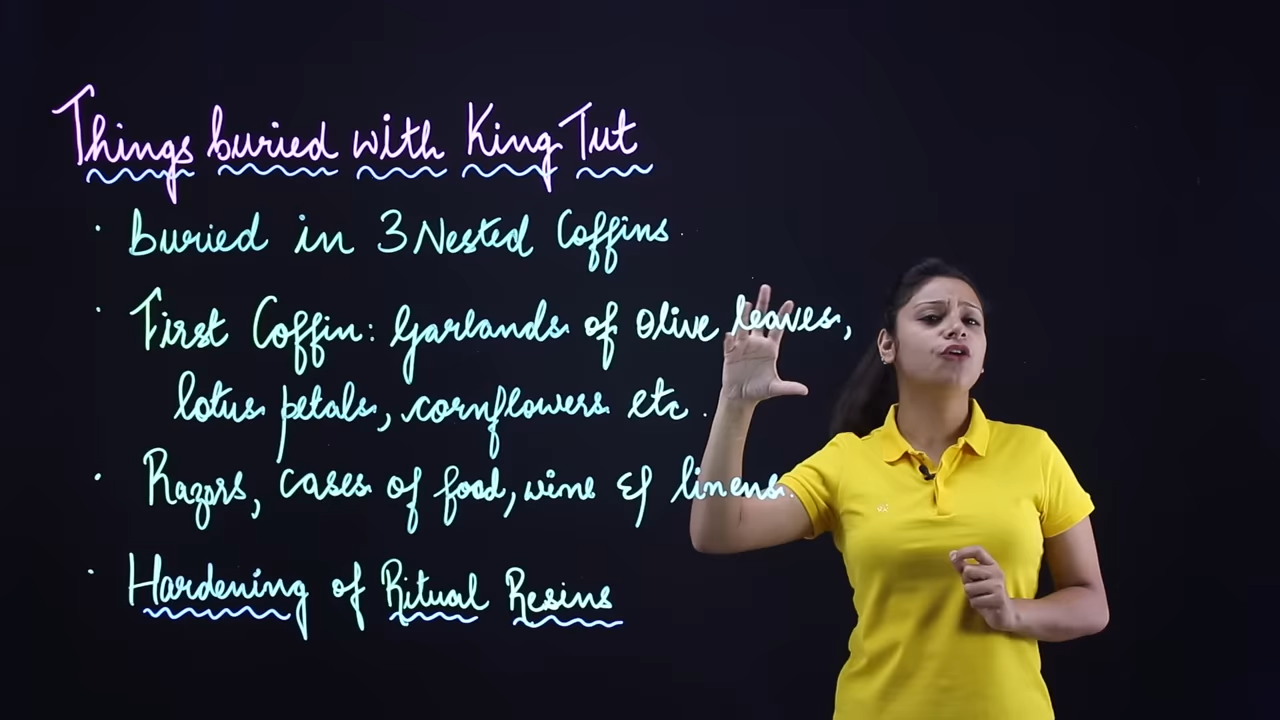 Things buried with King Tut
· Buried in 3 Nested Coffins.
· First Coffin: Garlands of Olive leaves,
lotus petals, cornflowers etc.
· Razors, cases of food, wine & linens.
· Hardening of Ritual Resins